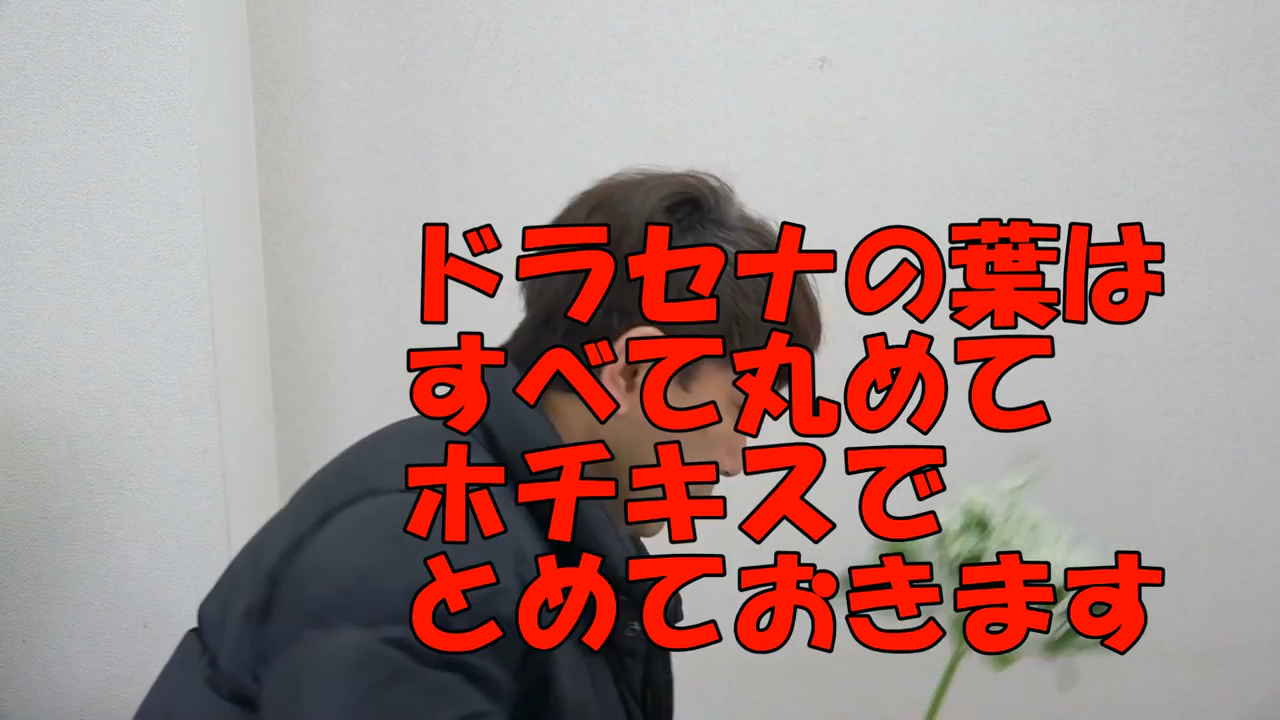 ドラセナの葉は
すべて丸めて
ホチキスで
とめておきます